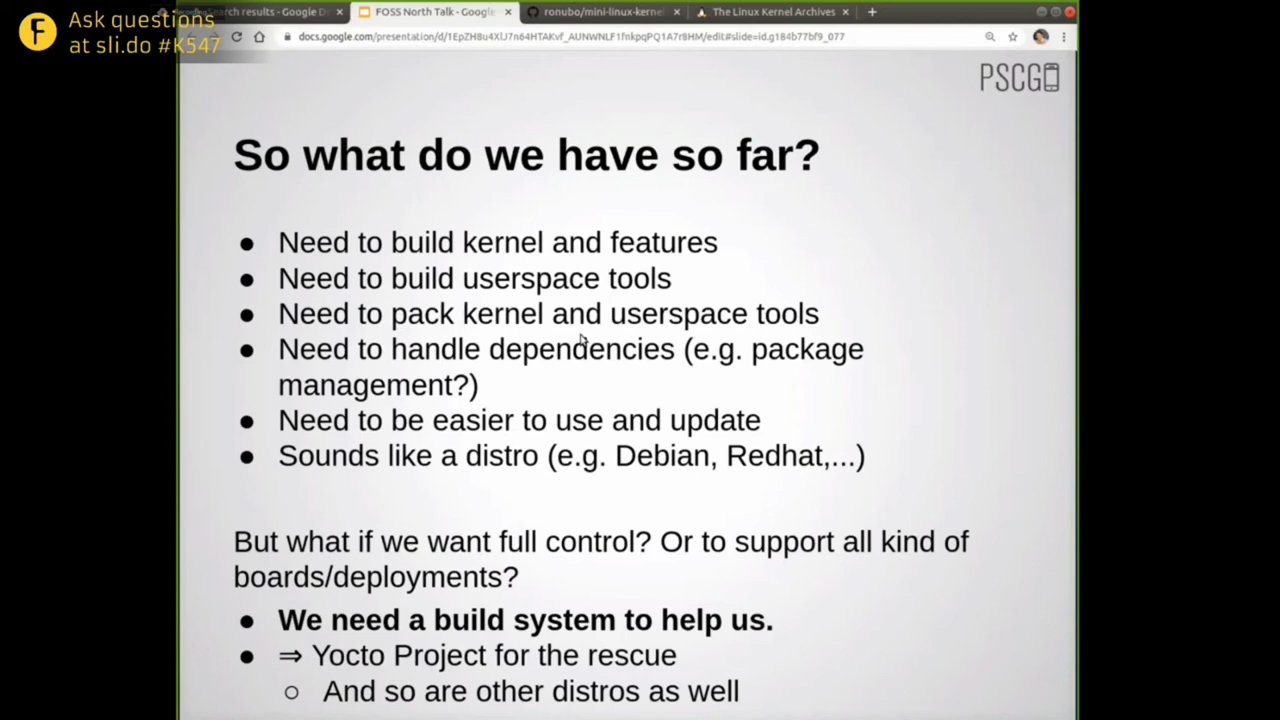 Ask questions
at sli.do #K547
Search results - Google D
FOSS North Talk - Google
ronubo/mini-linux-kernel
The Linux Kernel Archives
docs.google.com/presentation/d/1EpZH8u4XlJ7n64HTAKvf_AUNWNLF1fnkpqPQ1A7r8HM/edit#slide=id.g184b77bf9_077
PSCG
So what do we have so far?
● Need to build kernel and features
● Need to build userspace tools
● Need to pack kernel and userspace tools
● Need to handle dependencies (e.g. package
management?)
● Need to be easier to use and update
● Sounds like a distro (e.g. Debian, Redhat,...)
But what if we want full control? Or to support all kind of
boards/deployments?
● We need a build system to help us.
● ⇒ Yocto Project for the rescue
○ And so are other distros as well